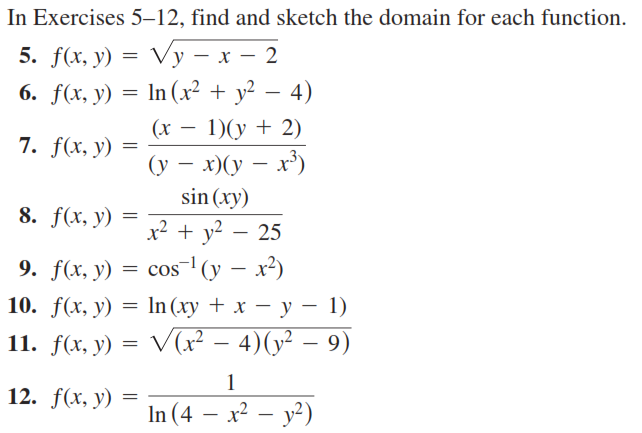 In Exercises 5–12, find and sketch the domain for each function.
5. f(x, y) = √(y − x − 2)
6. f(x, y) = ln (x² + y² − 4)
7. f(x, y) = (x − 1)(y + 2) / (y − x)(y − x³)
8. f(x, y) = sin (xy) / x² + y² − 25
9. f(x, y) = cos⁻¹ (y − x²)
10. f(x, y) = ln (xy + x − y − 1)
11. f(x, y) = √((x² − 4)(y² − 9))
12. f(x, y) = 1 / ln (4 − x² − y²)